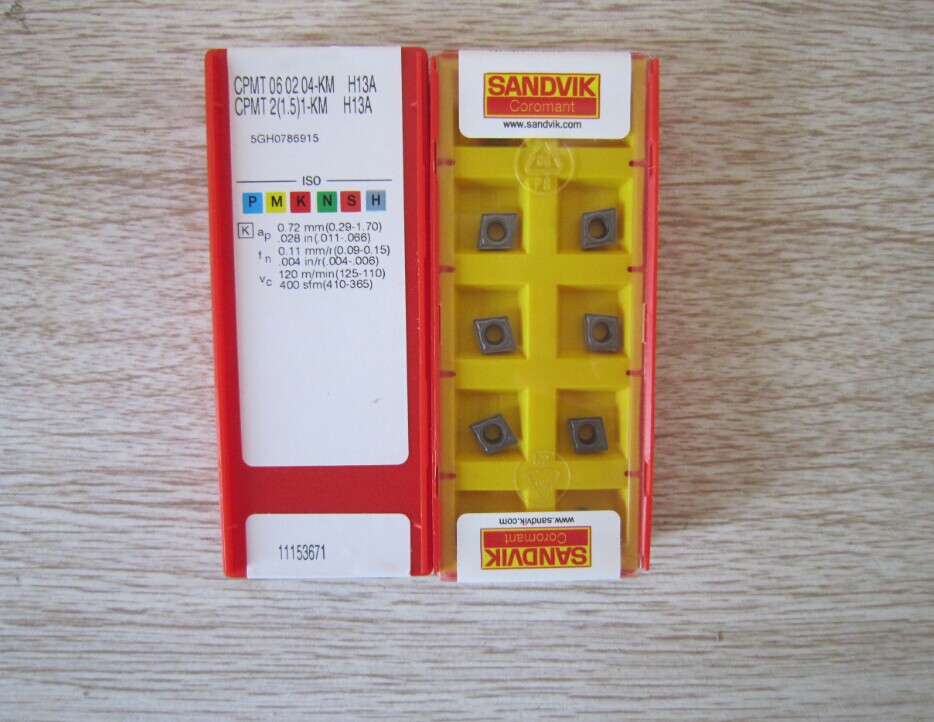 CPMT 06 02 04-KM H13A
CPMT 2(1.5)1-KM H13A
5GH0786915
ISO
P M K N S H
K ap 0.72 mm(0.29-1.70)
.028 in(.011-.066)
fn 0.11 mm/r(0.09-0.15)
.004 in/r(.004-.006)
vc 120 m/min(125-110)
400 sfm(410-365)
11153671
SANDVIK
Coromant
www.sandvik.com
PS
www.sandvik.com
Coromant
SANDVIK